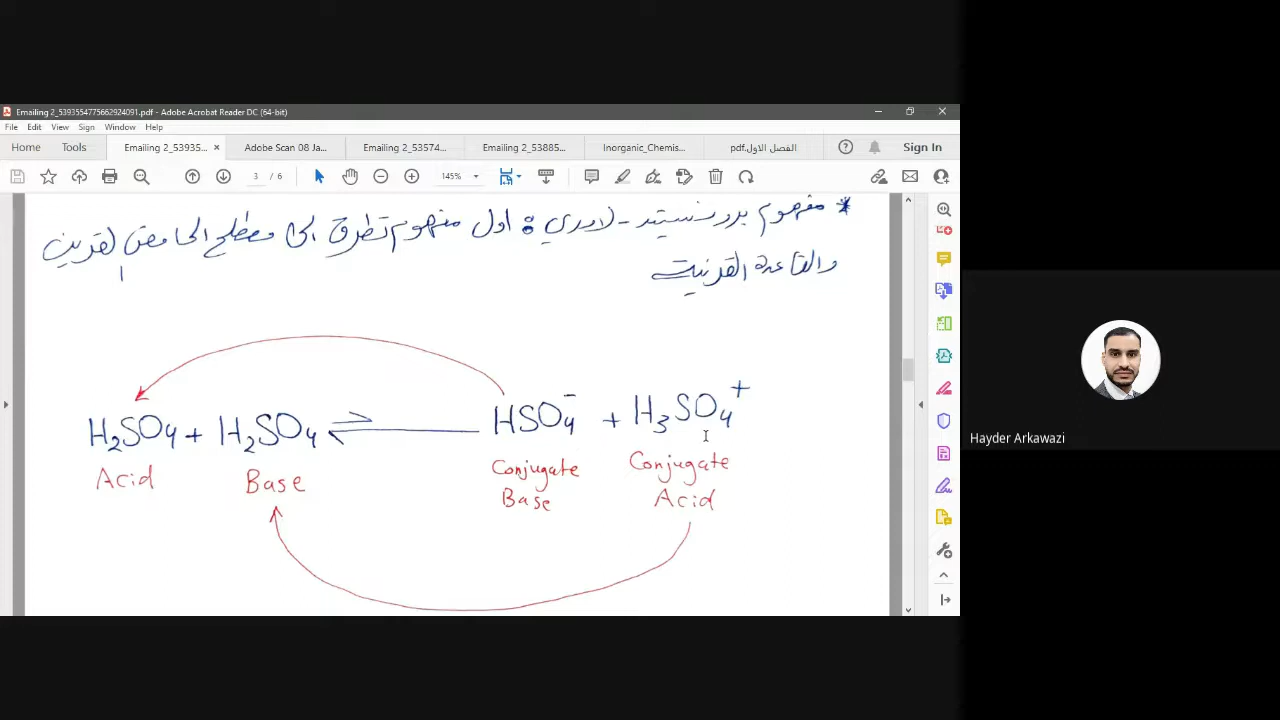 Emailing 2_5393554775662924091.pdf - Adobe Acrobat Reader DC (64-bit)
File Edit View Sign Window Help
Home Tools Emailing 2_53935... × Adobe Scan 08 Ja... Emailing 2_53574... Emailing 2_53885... Inorganic_Chemis... الفصل الاول.pdf Sign In
3 / 6 145%
* مفهوم برونستيد - لاوري : اول مفهوم تطرق الى مصطلح الحامض القرين
والقاعدة القرينة
H₂SO₄ + H₂SO₄ ⇌ HSO₄⁻ + H₃SO₄⁺
Acid Base Conjugate Base Conjugate Acid
Hayder Arkawazi